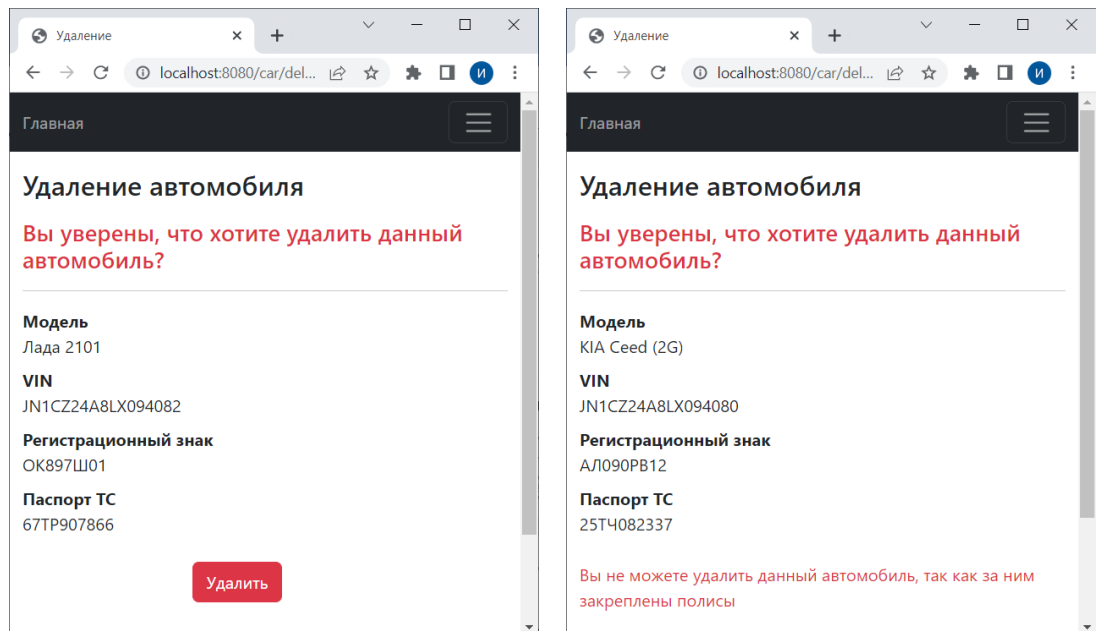 Удаление
localhost:8080/car/del...
И
Главная
Удаление автомобиля
Вы уверены, что хотите удалить данный
автомобиль?
Модель
Лада 2101
VIN
JN1CZ24A8LX094082
Регистрационный знак
ОК897Ш01
Паспорт ТС
67ТР907866
Удалить
Удаление
localhost:8080/car/del...
И
Главная
Удаление автомобиля
Вы уверены, что хотите удалить данный
автомобиль?
Модель
KIA Ceed (2G)
VIN
JN1CZ24A8LX094080
Регистрационный знак
АЛ090РВ12
Паспорт ТС
25ТЧ082337
Вы не можете удалить данный автомобиль, так как за ним
закреплены полисы